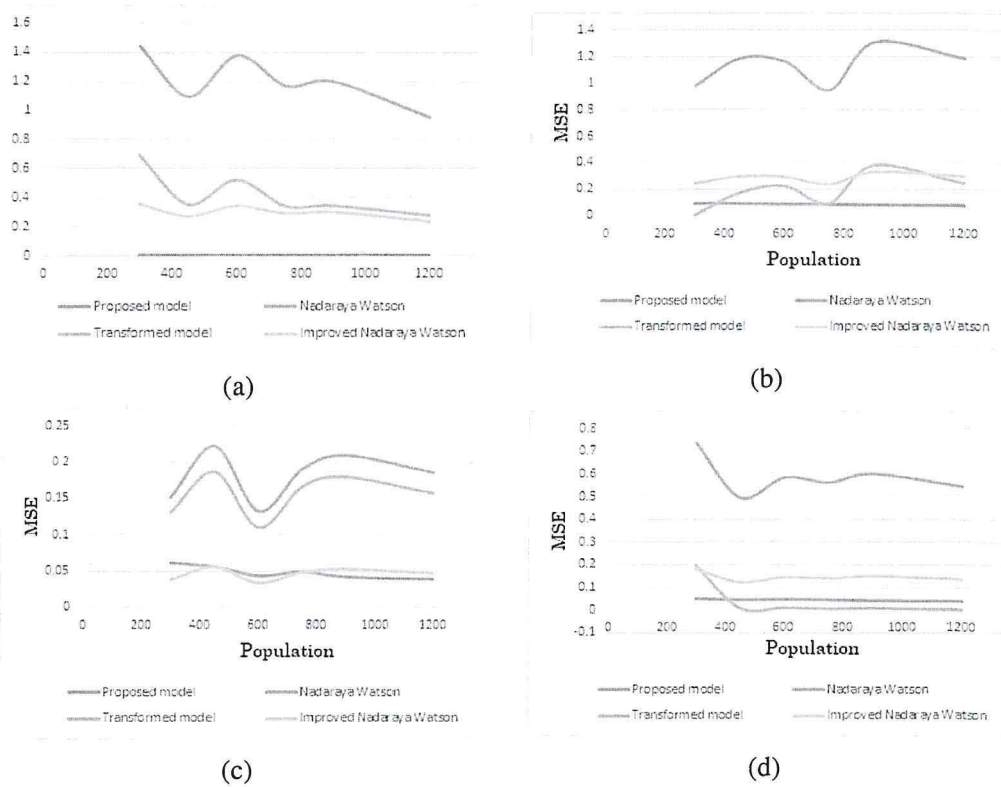 1.6
1.4
1.2
1
0.8
0.6
0.4
0.2
0
0 200 400 600 800 1000 1200
Proposed model Nadaraya Watson
Transformed model Improved Nadaraya Watson
(a)
MSE
1.4
1.2
1
0.8
0.6
0.4
0.2
0
0 200 400 600 800 1000 1200
Population
Proposed model Nadaraya Watson
Transformed model Improved Nadaraya Watson
(b)
MSE
0.25
0.2
0.15
0.1
0.05
0
0 200 400 600 800 1000 1200
Population
Proposed model Nadaraya Watson
Transformed model Improved Nadaraya Watson
(c)
MSE
0.8
0.7
0.6
0.5
0.4
0.3
0.2
0.1
0
-0.1
0 200 400 600 800 1000 1200
Population
Proposed model Nadaraya Watson
Transformed model Improved Nadaraya Watson
(d)